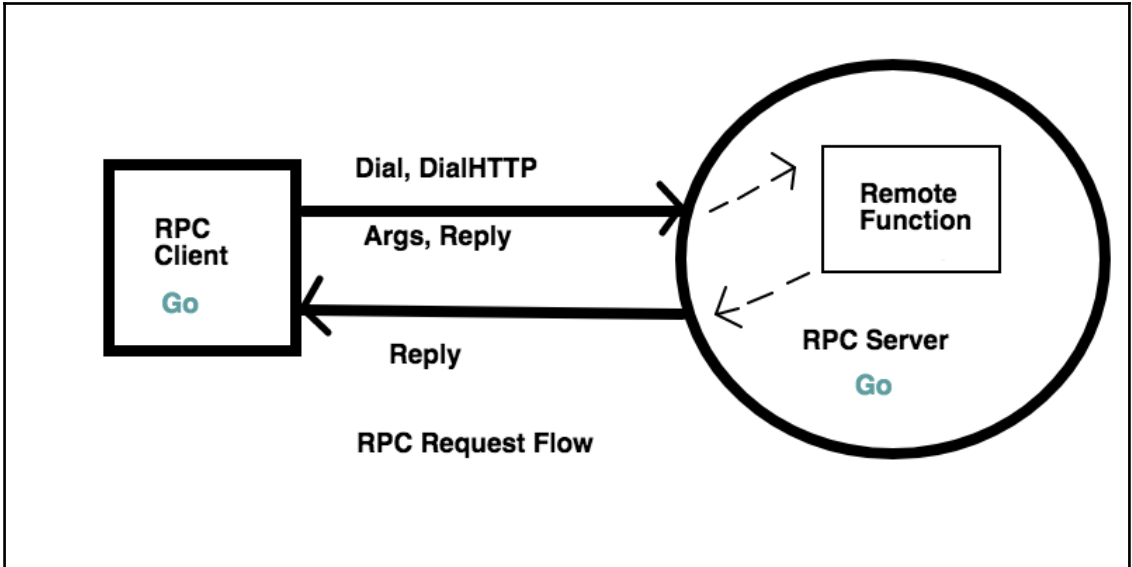 Dial, DialHTTP
RPC
Client
Go
Args, Reply
Reply
Remote
Function
RPC Server
Go
RPC Request Flow